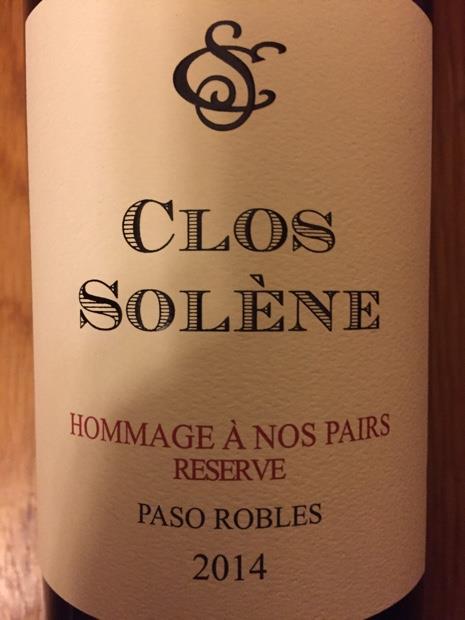 CLOS
SOLÈNE
HOMMAGE À NOS PAIRS
RESERVE
PASO ROBLES
2014